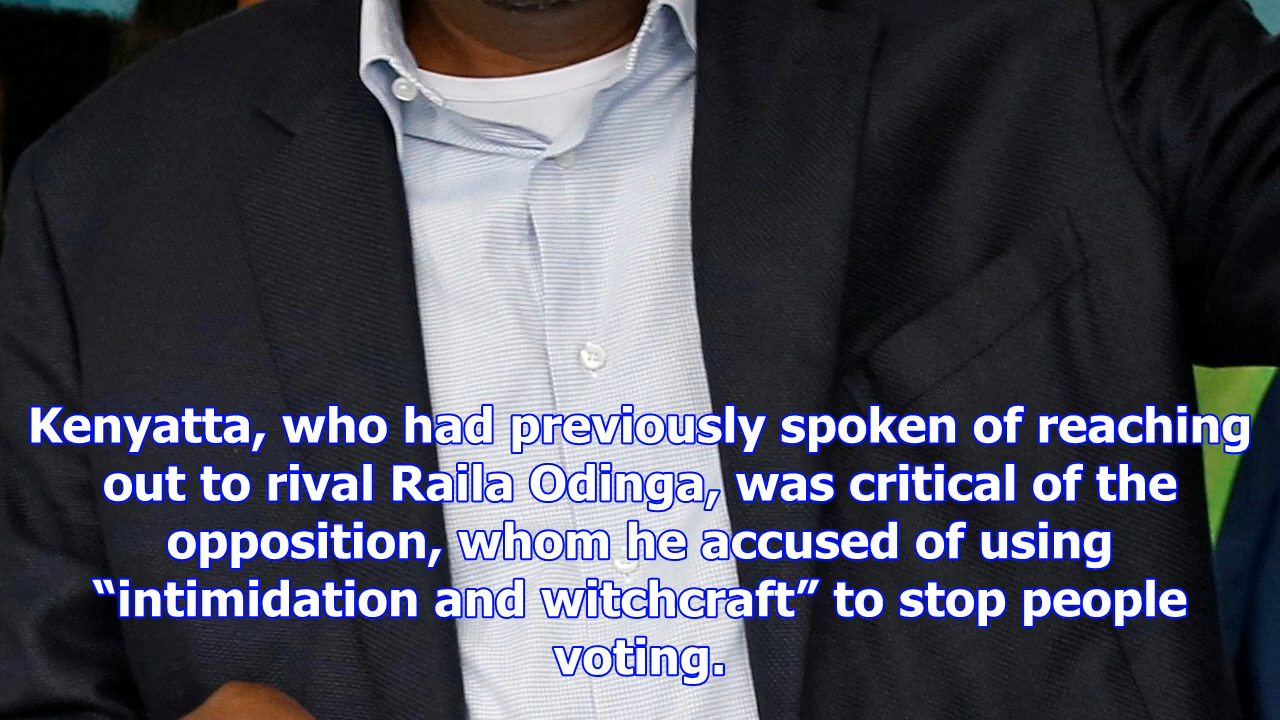 Kenyatta, who had previously spoken of reaching
out to rival Raila Odinga, was critical of the
opposition, whom he accused of using
“intimidation and witchcraft” to stop people
voting.